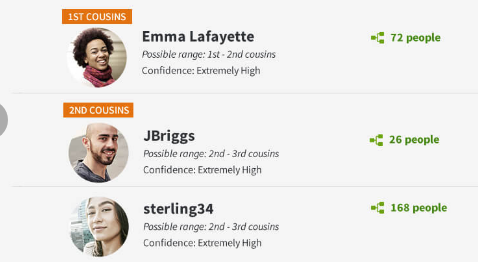 1ST COUSINS
Emma Lafayette
72 people
Possible range: 1st - 2nd cousins
Confidence: Extremely High
2ND COUSINS
JBriggs
26 people
Possible range: 2nd - 3rd cousins
Confidence: Extremely High
sterling34
168 people
Possible range: 2nd - 3rd cousins
Confidence: Extremely High